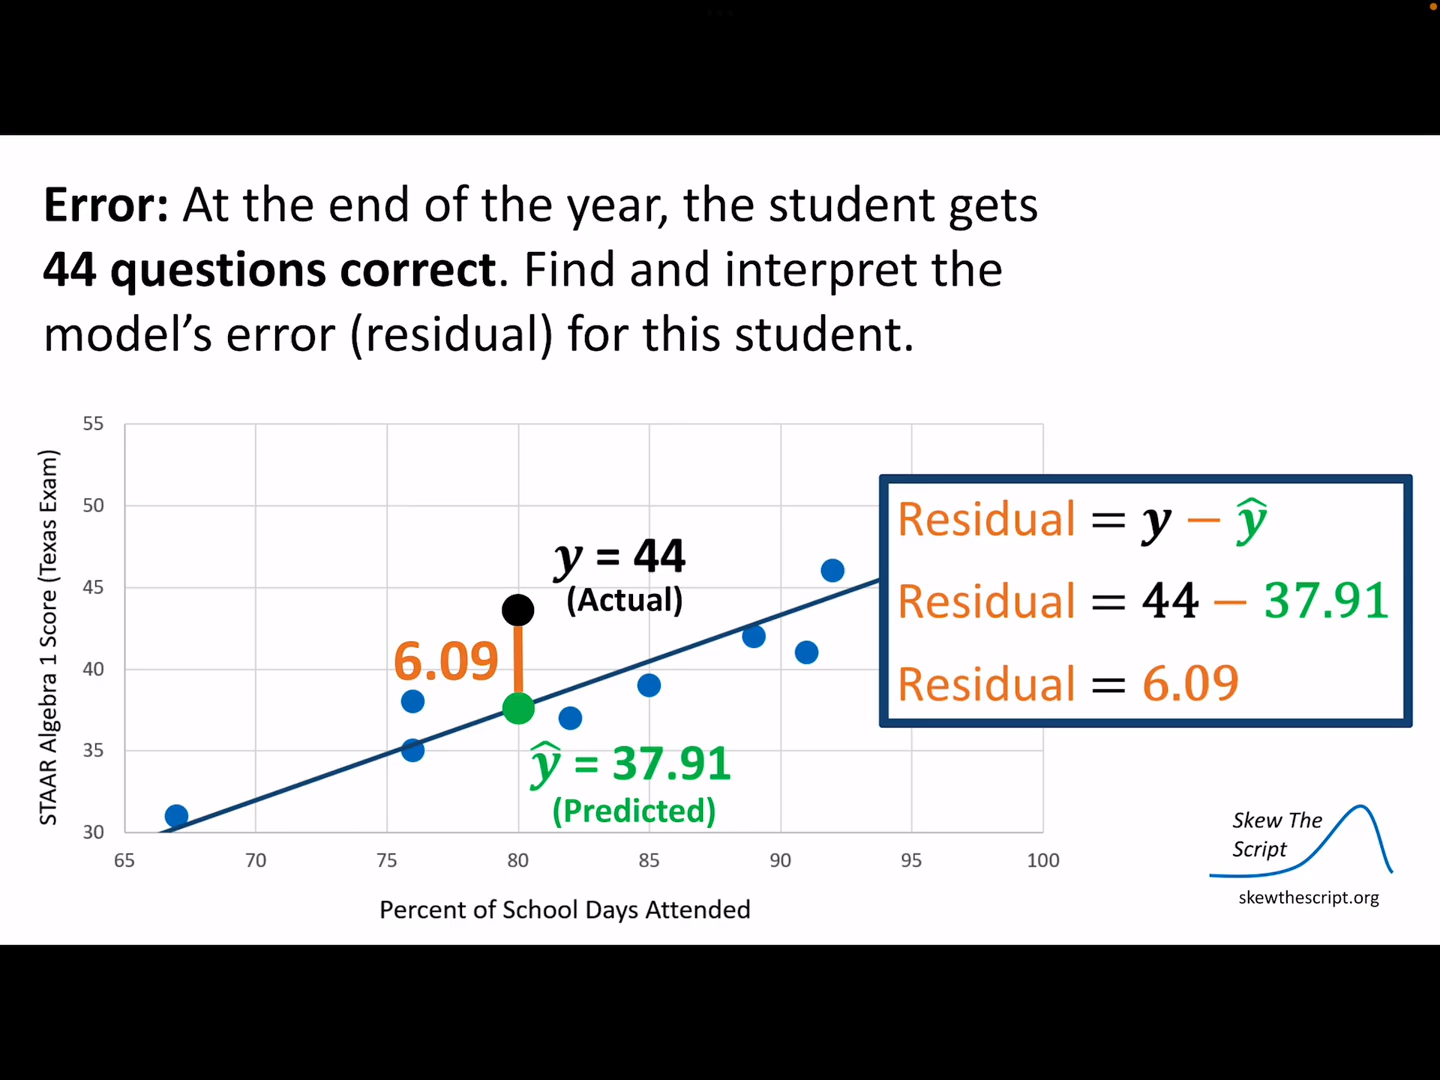 Error: At the end of the year, the student gets
44 questions correct. Find and interpret the
model’s error (residual) for this student.
STAAR Algebra 1 Score (Texas Exam)
55
50
45
40
35
30
65 70 75 80 85 90 95 100
Percent of School Days Attended
y = 44
(Actual)
6.09
ŷ = 37.91
(Predicted)
Residual = y − ŷ
Residual = 44 − 37.91
Residual = 6.09
Skew The
Script
skewthescript.org